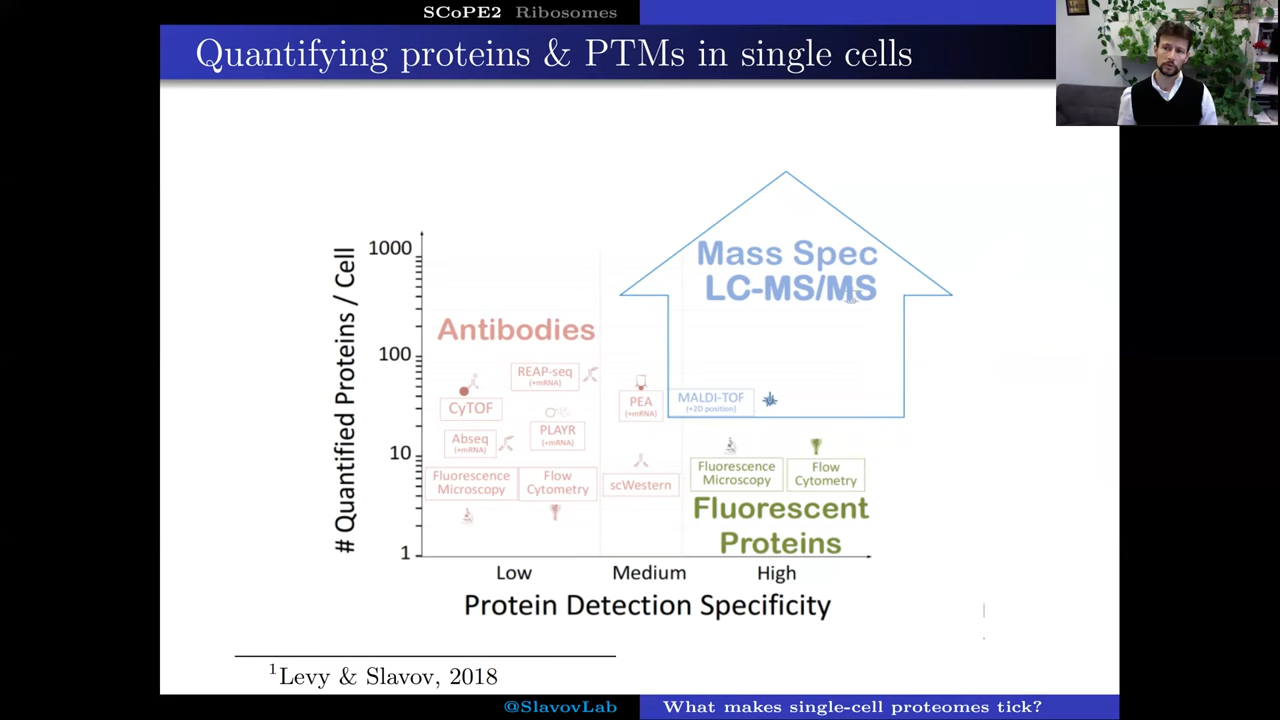 SCoPE2 Ribosomes
Quantifying proteins & PTMs in single cells
# Quantified Proteins / Cell
1000
100
10
1
Mass Spec
LC-MS/MS
Antibodies
REAP-seq
(+mRNA)
CyTOF
PEA
(+mRNA)
MALDI-TOF
(+2D position)
PLAYR
(+mRNA)
Abseq
(+mRNA)
Fluorescence
Microscopy
Flow
Cytometry
scWestern
Fluorescence
Microscopy
Flow
Cytometry
Fluorescent
Proteins
Low Medium High
Protein Detection Specificity
1Levy & Slavov, 2018
@SlavovLab What makes single-cell proteomes tick?